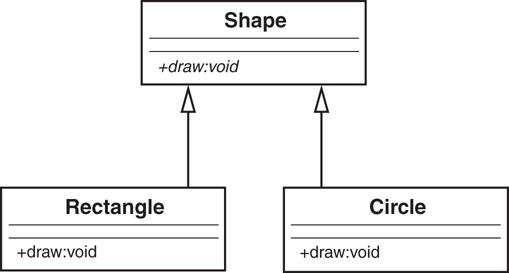 Shape
+draw:void
Rectangle
+draw:void
Circle
+draw:void